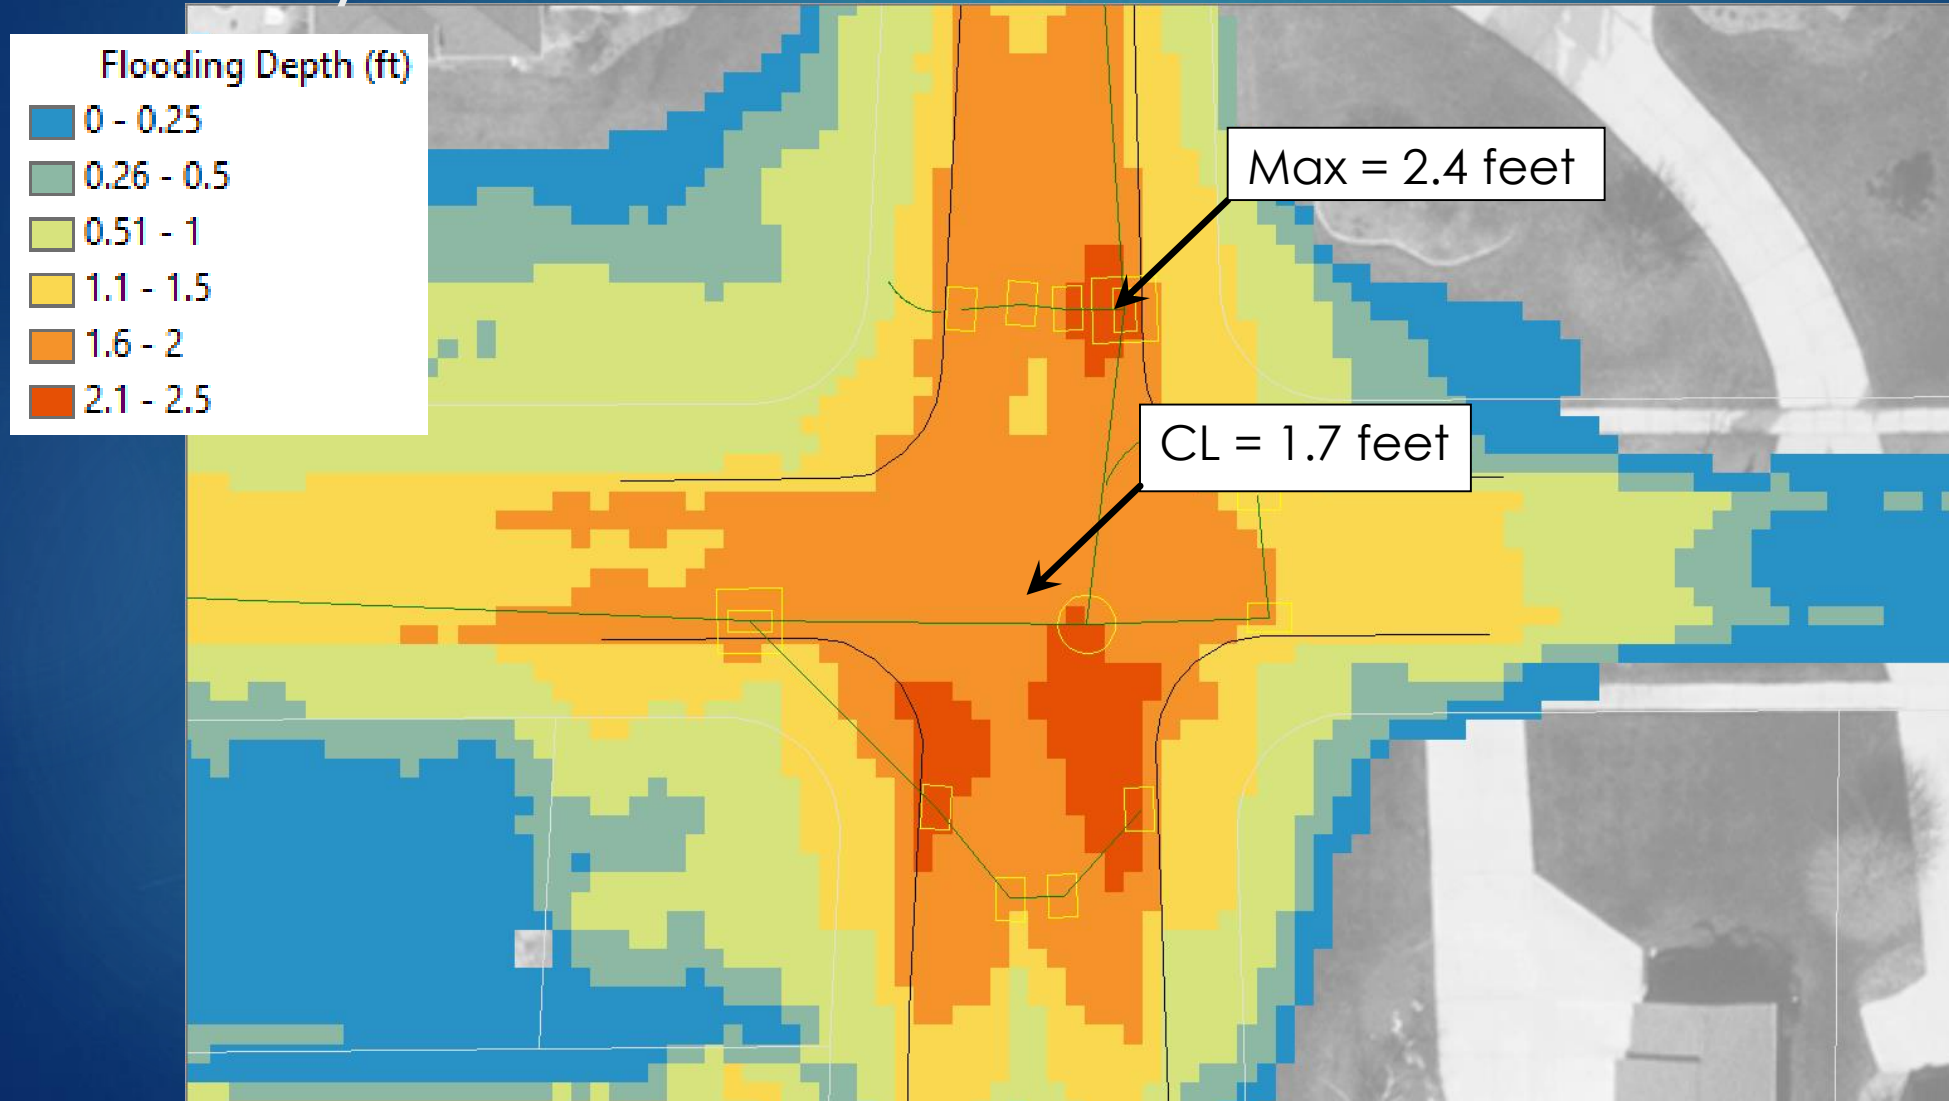 Flooding Depth (ft)
0 - 0.25
0.26 - 0.5
0.51 - 1
1.1 - 1.5
1.6 - 2
2.1 - 2.5
Max = 2.4 feet
CL = 1.7 feet